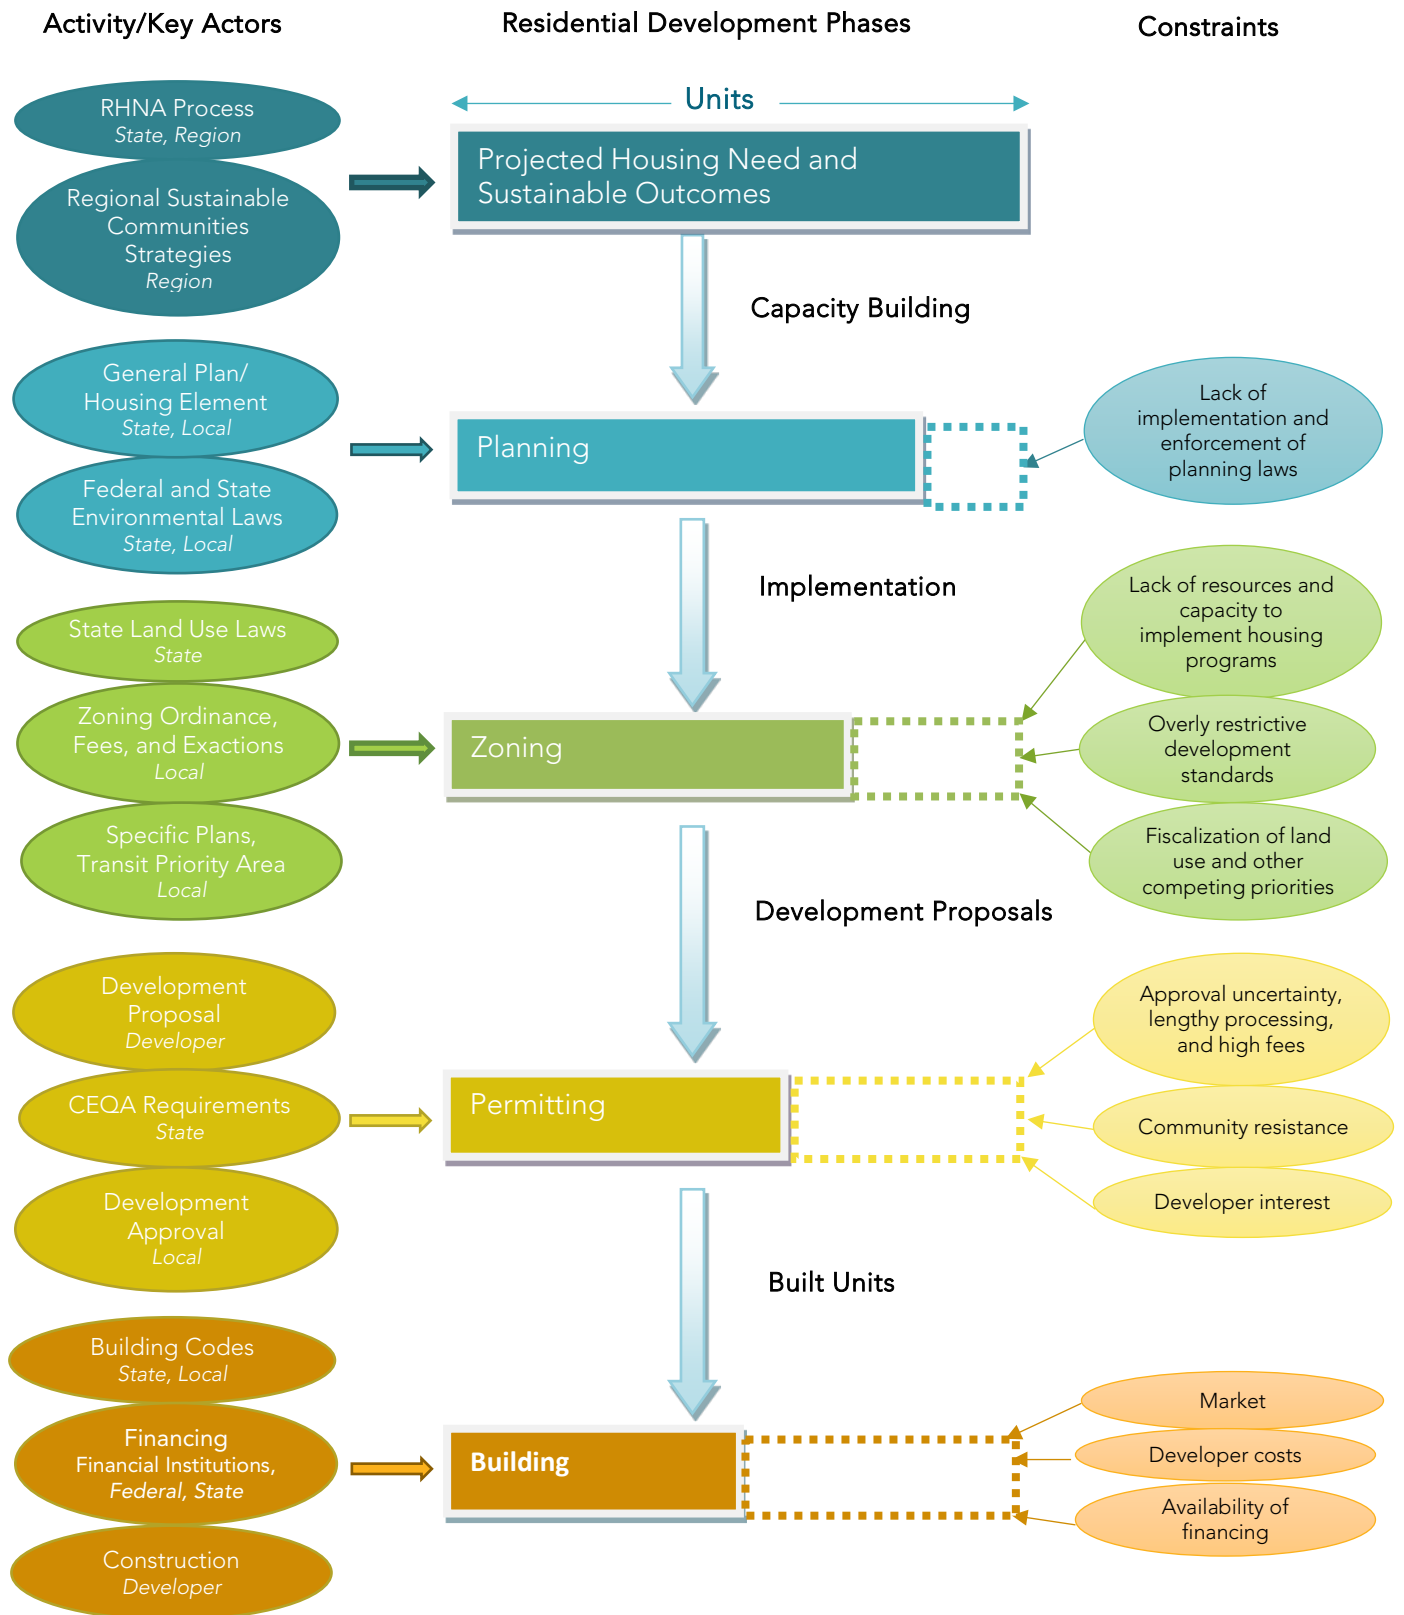 Activity/Key Actors
Residential Development Phases
Constraints
RHNA Process
State, Region
Regional Sustainable
Communities
Strategies
Region
Units
Projected Housing Need and
Sustainable Outcomes
Capacity Building
General Plan/
Housing Element
State, Local
Federal and State
Environmental Laws
State, Local
Planning
Lack of
implementation and
enforcement of
planning laws
Implementation
State Land Use Laws
State
Zoning Ordinance,
Fees, and Exactions
Local
Specific Plans,
Transit Priority Area
Local
Zoning
Lack of resources and
capacity to
implement housing
programs
Overly restrictive
development
standards
Fiscalization of land
use and other
competing priorities
Development Proposals
Development
Proposal
Developer
CEQA Requirements
State
Development
Approval
Local
Permitting
Approval uncertainty,
lengthy processing,
and high fees
Community resistance
Developer interest
Built Units
Building Codes
State, Local
Financing
Financial Institutions,
Federal, State
Construction
Developer
Building
Market
Developer costs
Availability of
financing